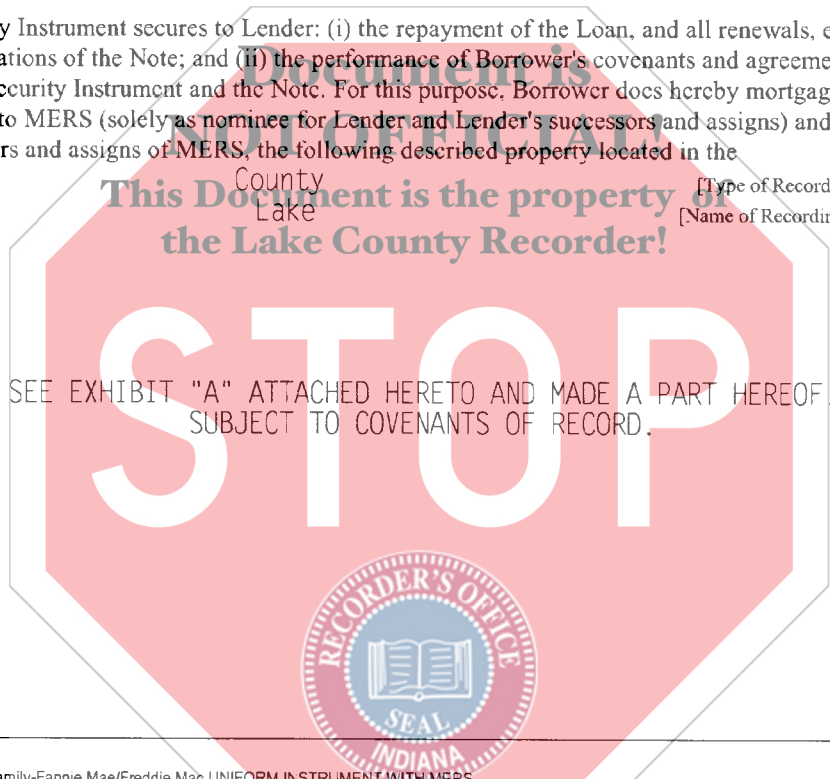 y Instrument secures to Lender: (i) the repayment of the Loan, and all renewals, e
ations of the Note; and (ii) the performance of Borrower's covenants and agreeme
ecurity Instrument and the Note. For this purpose, Borrower does hereby mortgag
to MERS (solely as nominee for Lender and Lender's successors and assigns) and
rs and assigns of MERS, the following described property located in the
County [Type of Record
Lake [Name of Recordin
Document is
NOT OFFICIAL!
This Document is the property of
the Lake County Recorder!
STOP
SEE EXHIBIT "A" ATTACHED HERETO AND MADE A PART HEREOF.
SUBJECT TO COVENANTS OF RECORD.
RECORDER'S OFFICE
SEAL
INDIANA
amily-Fannie Mae/Freddie Mac UNIFORM INSTRUMENT WITH MERS